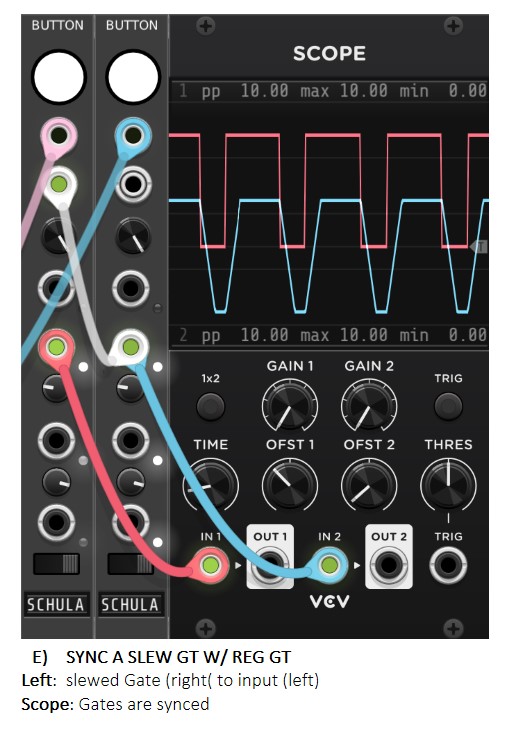 BUTTON BUTTON
SCOPE
1 pp 10.00 max 10.00 min 0.00
2 pp 10.00 max 10.00 min 0.00
1x2 GAIN 1 GAIN 2 TRIG
TIME OFST 1 OFST 2 THRES
IN 1 OUT 1 IN 2 OUT 2 TRIG
VCV
SCHULA SCHULA
T
E) SYNC A SLEW GT W/ REG GT
Left: slewed Gate (right( to input (left)
Scope: Gates are synced